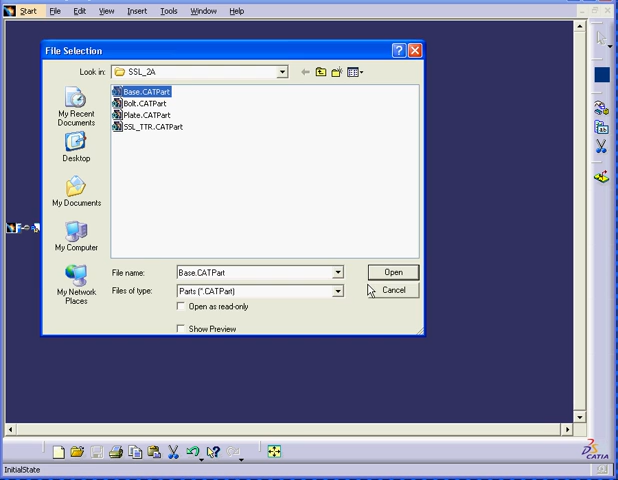 Start File Edit View Insert Tools Window Help
File Selection
Look in: SSL_2A
Base.CATPart
Bolt.CATPart
Plate.CATPart
SSL_TTR.CATPart
My Recent
Documents
Desktop
My Documents
My Computer
My Network
Places
File name: Base.CATPart Open
Files of type: Parts (*.CATPart) Cancel
Open as read-only
Show Preview
CATIA
InitialState